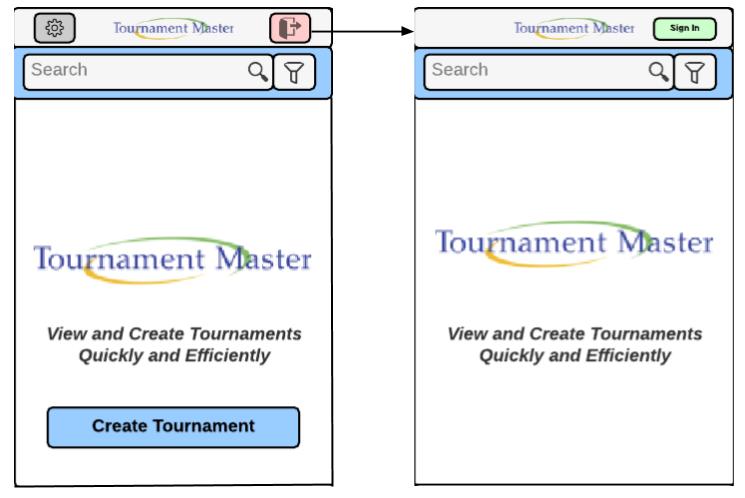 Tournament Master
Search
Tournament Master
View and Create Tournaments
Quickly and Efficiently
Create Tournament
Tournament Master
Sign In
Search
Tournament Master
View and Create Tournaments
Quickly and Efficiently